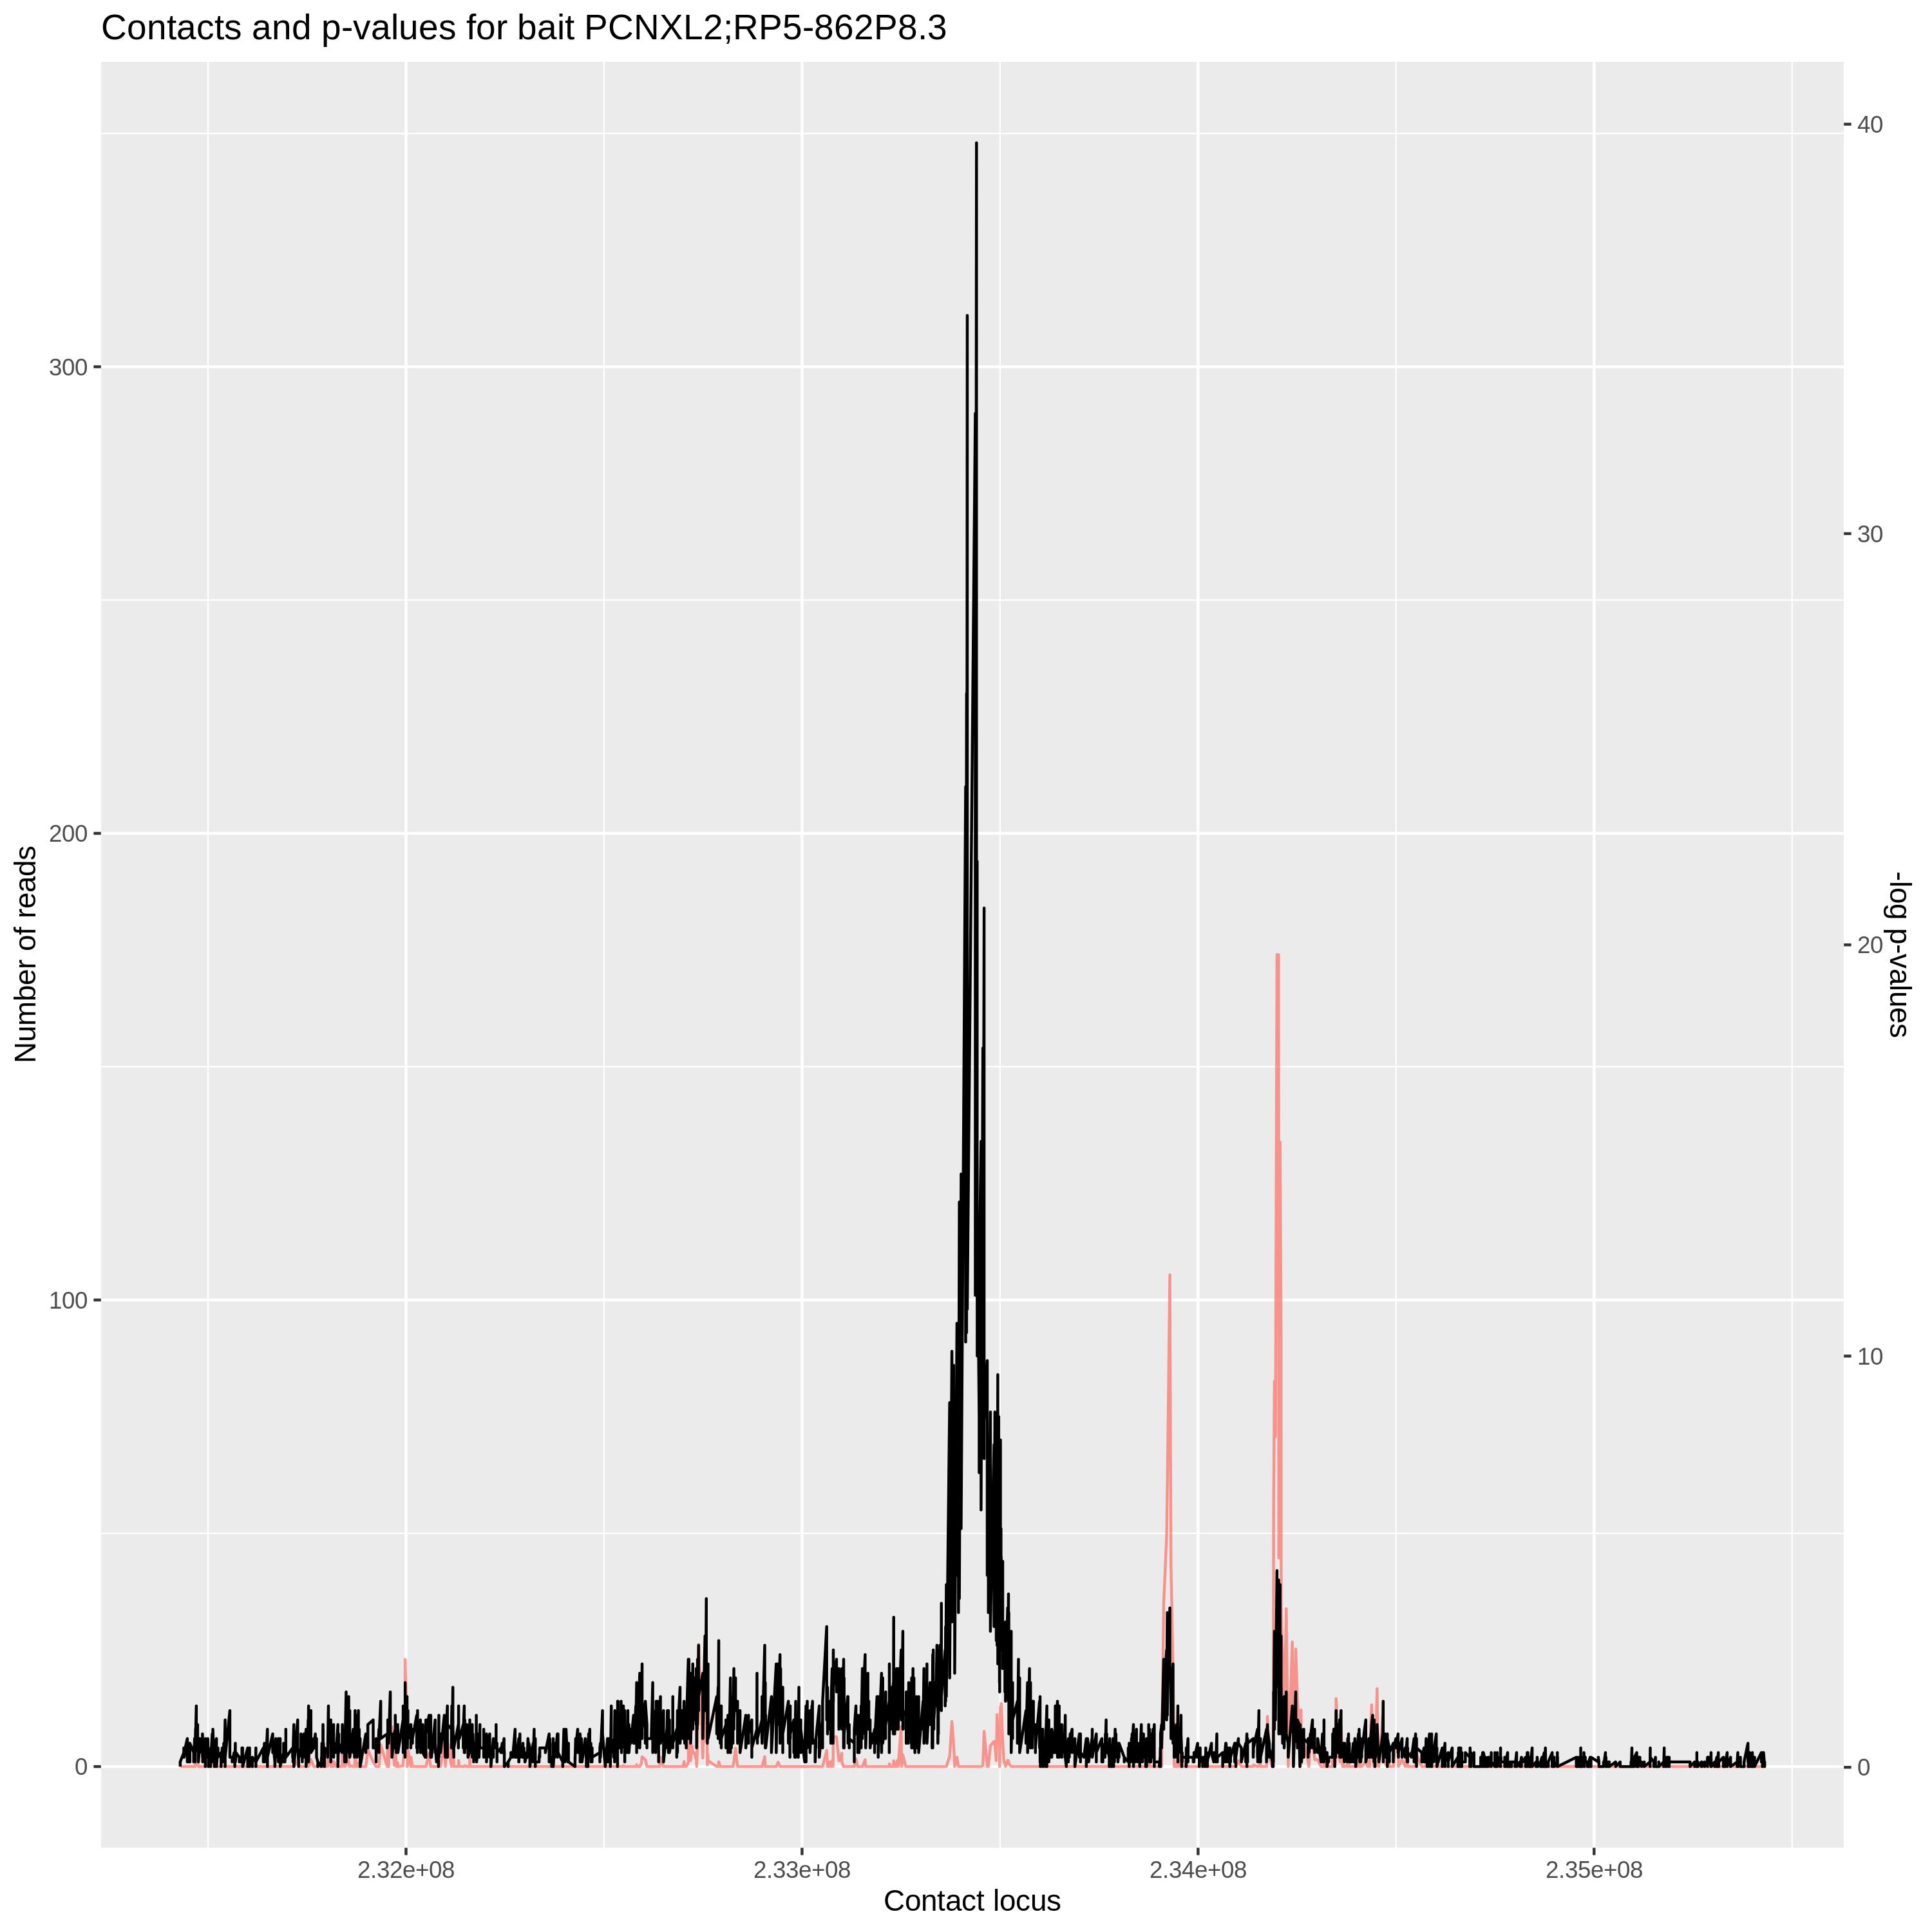 Contacts and p-values for bait PCNXL2;RP5-862P8.3
40
300
30
200
20
100
10
0
0
Number of reads
-log p-values
2.32e+08
2.33e+08
2.34e+08
2.35e+08
Contact locus